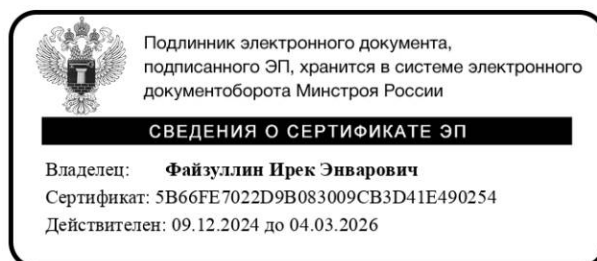 Подлинник электронного документа,
подписанного ЭП, хранится в системе электронного
документооборота Минстроя России
СВЕДЕНИЯ О СЕРТИФИКАТЕ ЭП
Владелец: Файзуллин Ирек Энварович
Сертификат: 5B66FE7022D9B083009CB3D41E490254
Действителен: 09.12.2024 до 04.03.2026